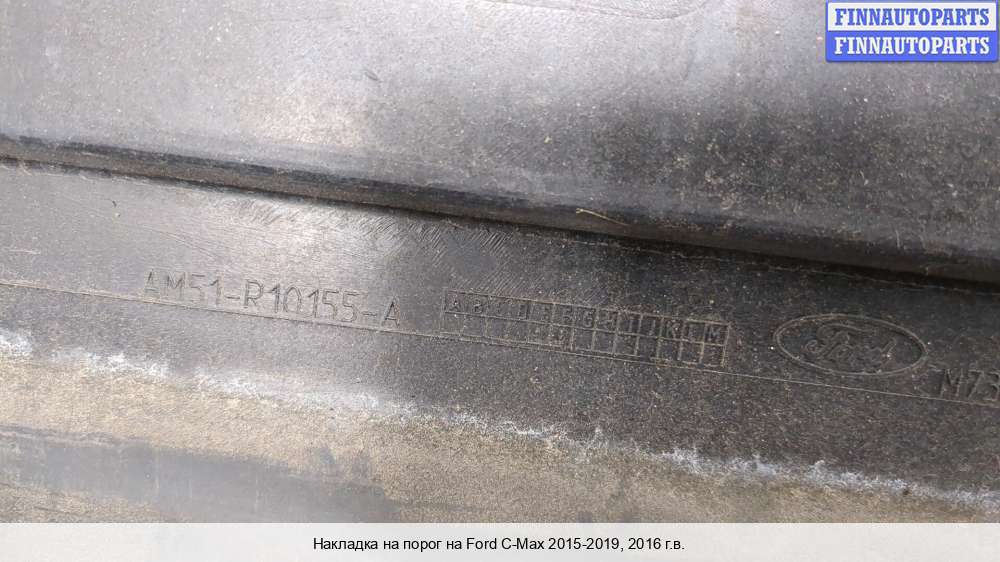 FINNAUTOPARTS
FINNAUTOPARTS
AM51-R10155-A
Ford
Накладка на порог на Ford C-Max 2015-2019, 2016 г.в.